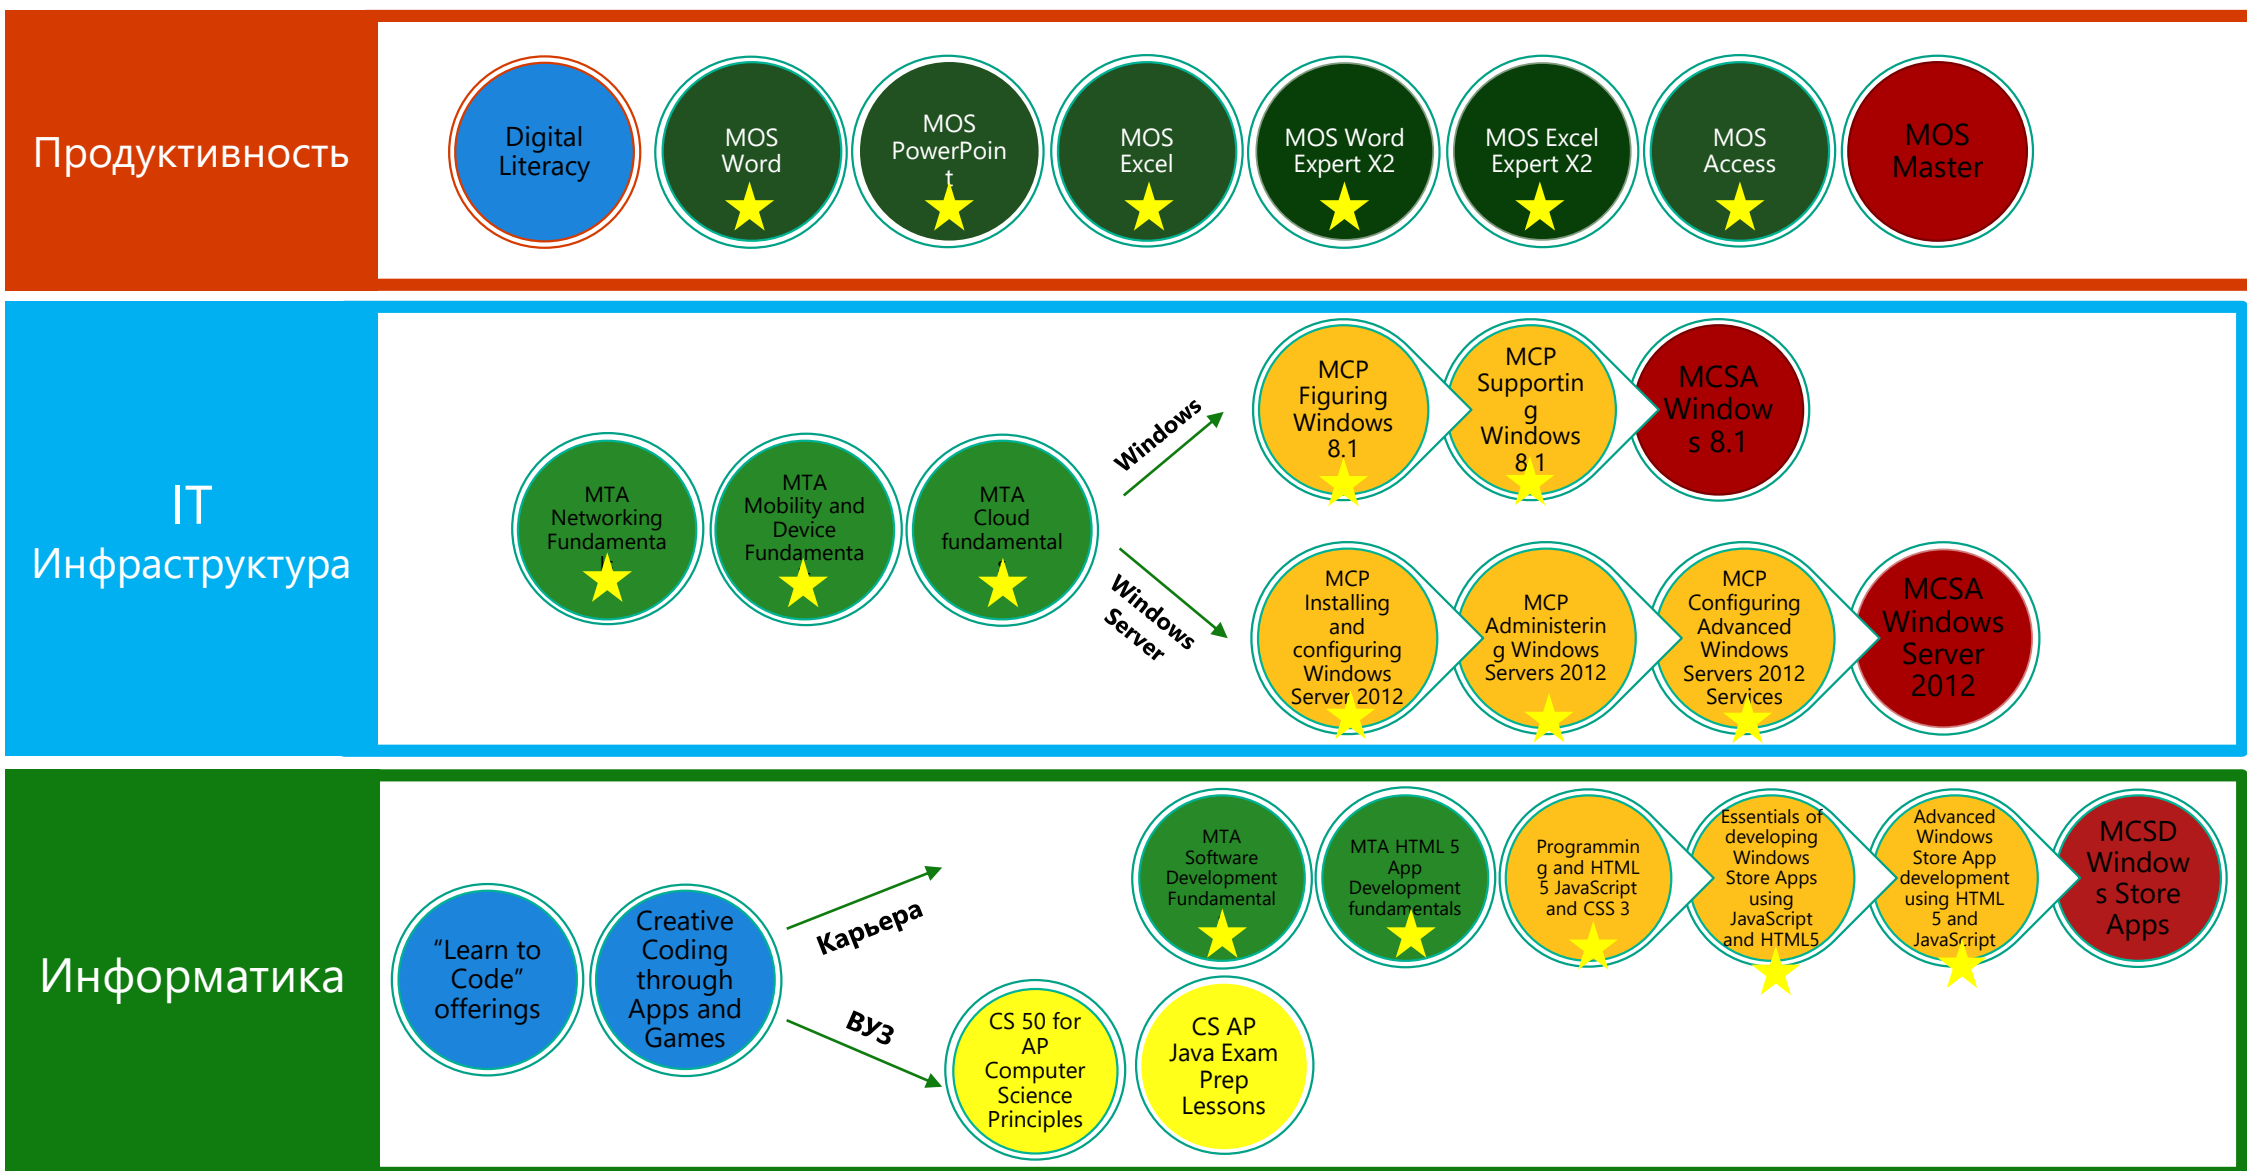 Продуктивность
Digital
Literacy
MOS
Word
MOS
PowerPoin
t
MOS
Excel
MOS Word
Expert X2
MOS Excel
Expert X2
MOS
Access
MOS
Master
IT
Инфраструктура
MTA
Networking
Fundamenta
MTA
Mobility and
Device
Fundamenta
MTA
Cloud
fundamental
Windows
MCP
Figuring
Windows
8.1
MCP
Supportin
g
Windows
8.1
MCSA
Window
s 8.1
Windows
Server
MCP
Installing
and
configuring
Windows
Server 2012
MCP
Administerin
g Windows
Servers 2012
MCP
Configuring
Advanced
Windows
Servers 2012
Services
MCSA
Windows
Server
2012
Информатика
“Learn to
Code”
offerings
Creative
Coding
through
Apps and
Games
Карьера
MTA
Software
Development
Fundamental
MTA HTML 5
App
Development
fundamentals
Programmin
g and HTML
5 JavaScript
and CSS 3
Essentials of
developing
Windows
Store Apps
using
JavaScript
and HTML5
Advanced
Windows
Store App
development
using HTML
5 and
JavaScript
MCSD
Window
s Store
Apps
ВУЗ
CS 50 for
AP
Computer
Science
Principles
CS AP
Java Exam
Prep
Lessons